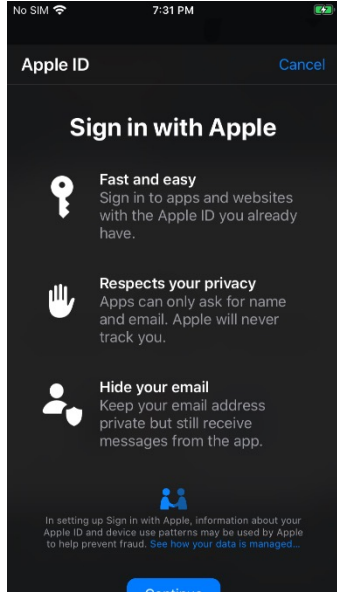 No SIM 7:31 PM
Apple ID Cancel
Sign in with Apple
Fast and easy
Sign in to apps and websites
with the Apple ID you already
have.
Respects your privacy
Apps can only ask for name
and email. Apple will never
track you.
Hide your email
Keep your email address
private but still receive
messages from the app.
In setting up Sign in with Apple, information about your
Apple ID and device use patterns may be used by Apple
to help prevent fraud. See how your data is managed...
Continue